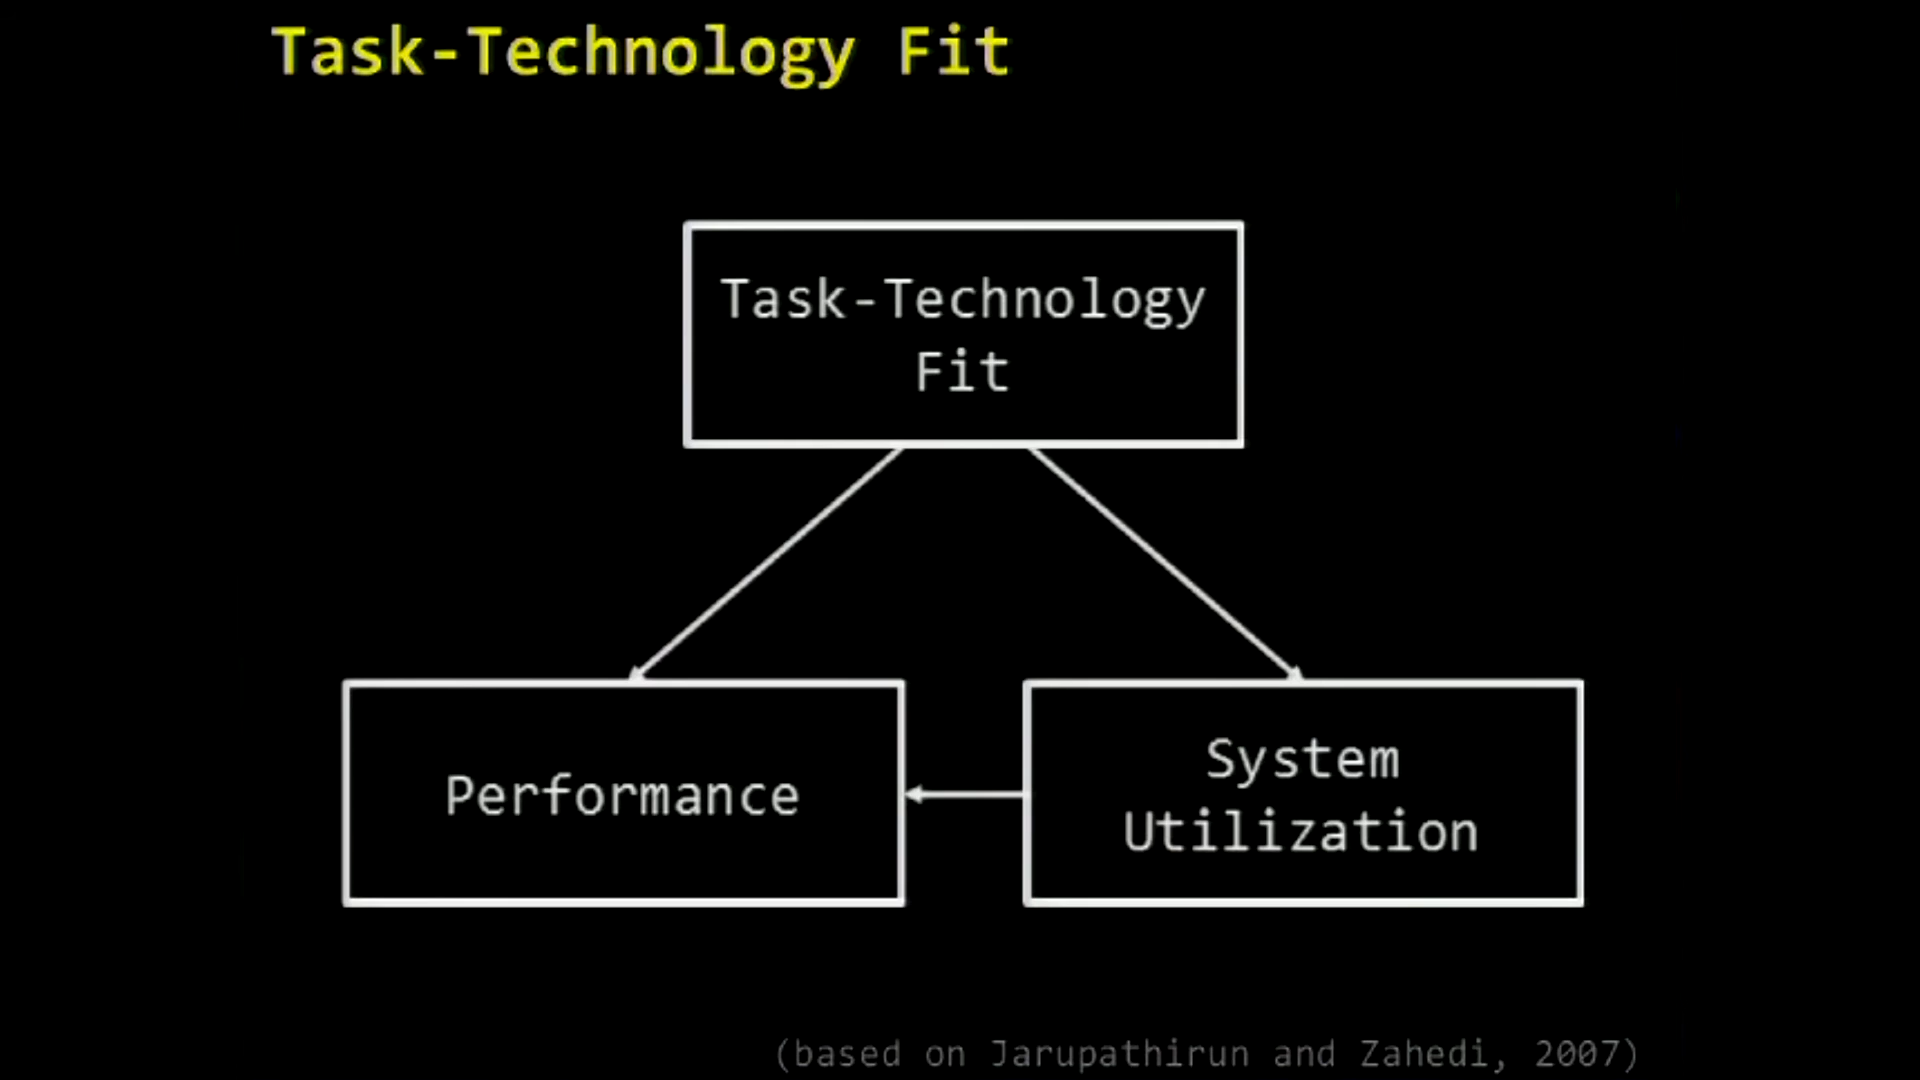 Task-Technology Fit
Task-Technology
Fit
Performance
System
Utilization
(based on Jarupathirun and Zahedi, 2007)